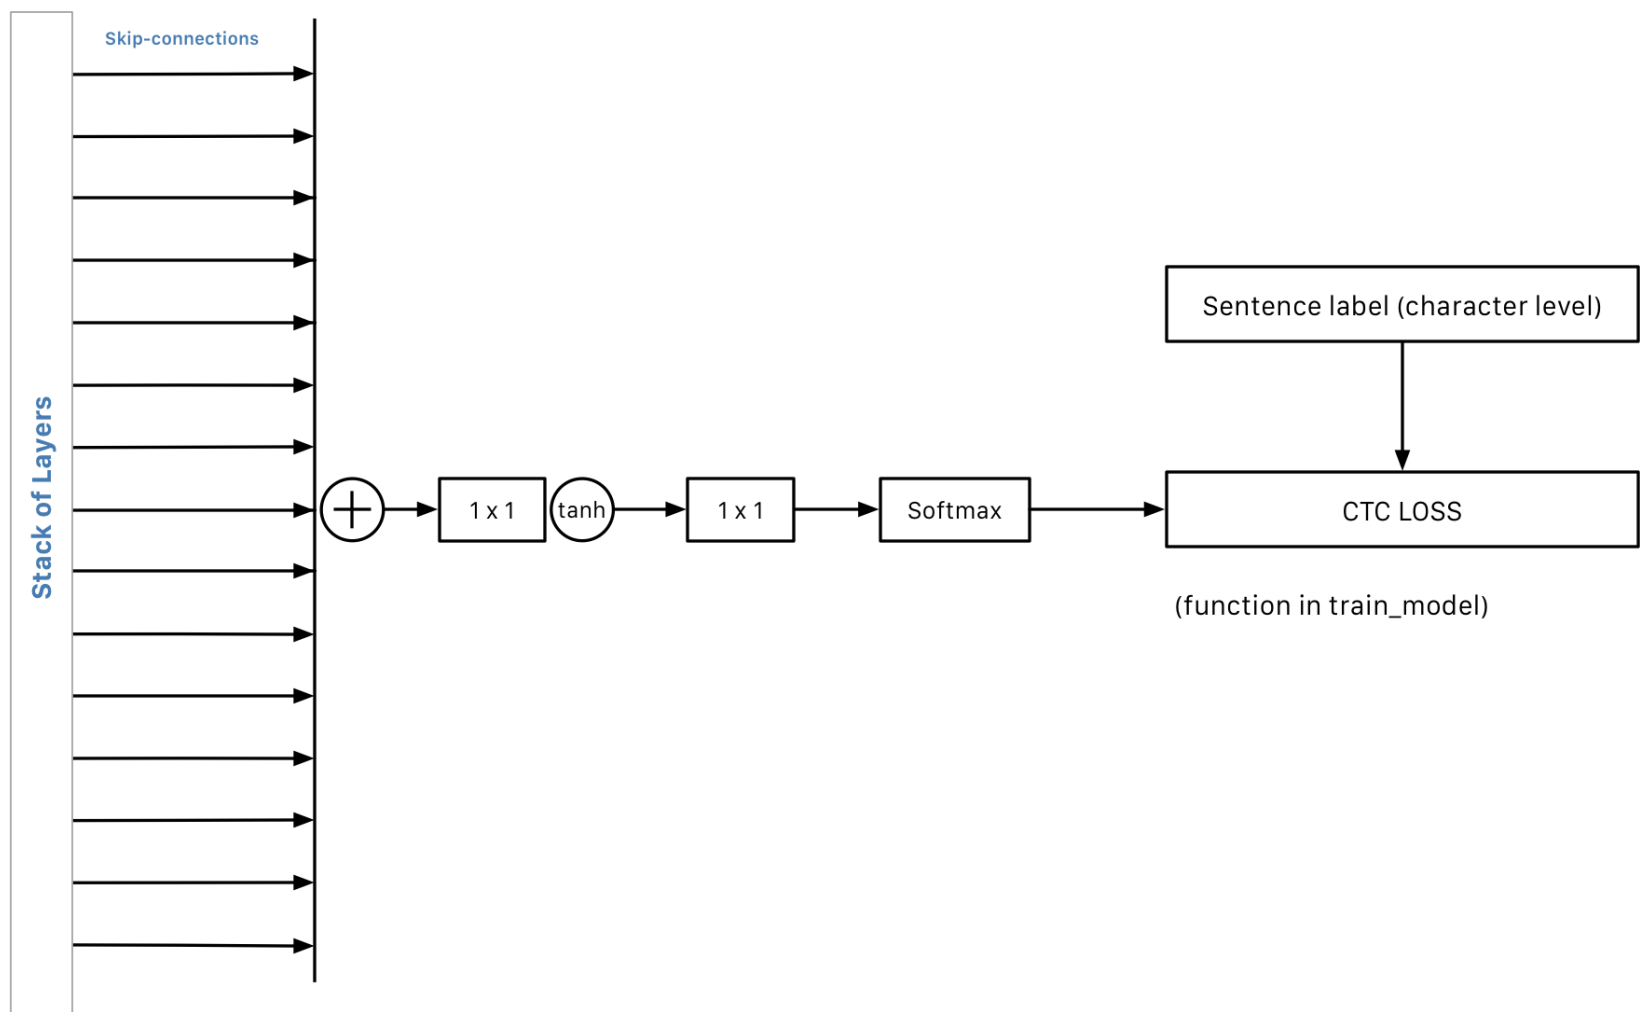 Skip-connections
Stack of Layers
1 x 1
tanh
1 x 1
Softmax
Sentence label (character level)
CTC LOSS
(function in train_model)